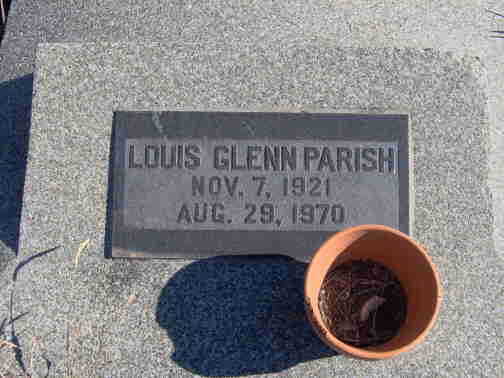 LOUIS GLENN PARISH
NOV. 7, 1921
AUG. 29, 1970